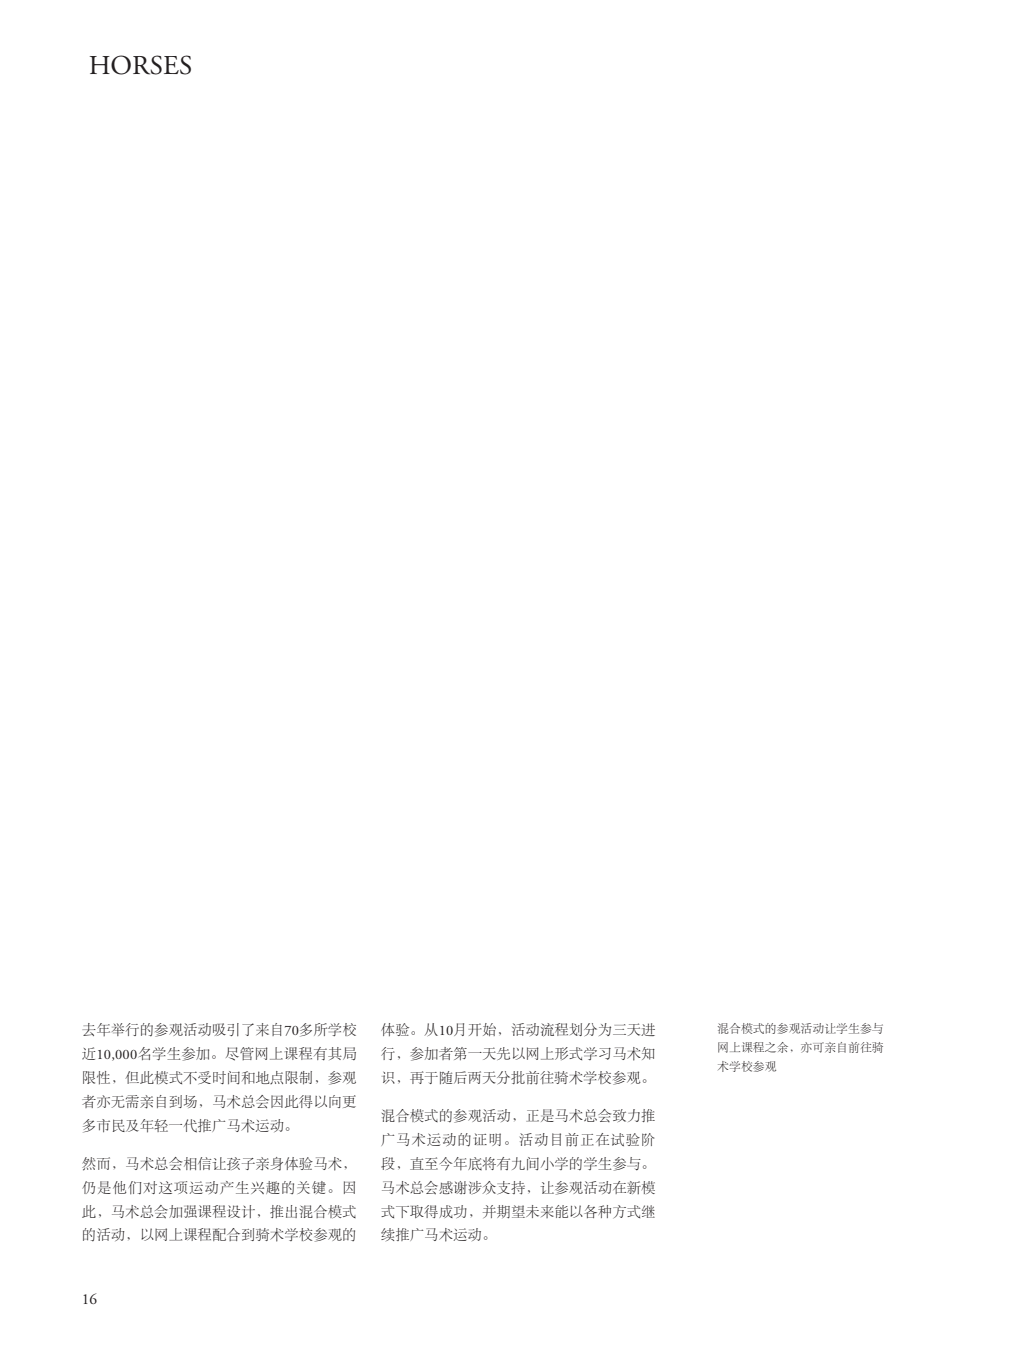 HORSES
去年举行的参观活动吸引了来自70多所学校
近10,000名学生参加。尽管网上课程有其局
限性，但此模式不受时间和地点限制，参观
者亦无需亲自到场，马术总会因此得以向更
多市民及年轻一代推广马术运动。
然而，马术总会相信让孩子亲身体验马术，
仍是他们对这项运动产生兴趣的关键。因
此，马术总会加强课程设计，推出混合模式
的活动，以网上课程配合到骑术学校参观的
体验。从10月开始，活动流程划分为三天进
行，参加者第一天先以网上形式学习马术知
识，再于随后两天分批前往骑术学校参观。
混合模式的参观活动，正是马术总会致力推
广马术运动的证明。活动目前正在试验阶
段，直至今年底将有九间小学的学生参与。
马术总会感谢涉众支持，让参观活动在新模
式下取得成功，并期望未来能以各种方式继
续推广马术运动。
混合模式的参观活动让学生参与
网上课程之余，亦可亲自前往骑
术学校参观
16